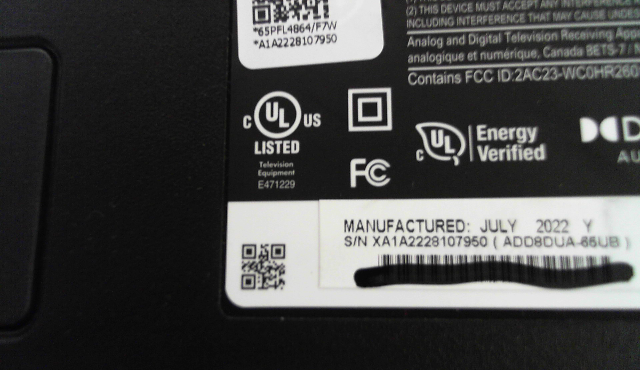 *65PFL4864/F7W
*A1A2228107950
(2) THIS DEVICE MUST ACCEPT ANY INTERFERENCE
INCLUDING INTERFERENCE THAT MAY CAUSE UNDE
Analog and Digital Television Receiving App
analogique et numérique, Canada BETS-7 /
Contains FCC ID:2AC23-WC0HR260
C UL US
LISTED
Television
Equipment
E471229
FC
C UL
Energy
Verified
AU
MANUFACTURED: JULY 2022 Y
S/N XA1A2228107950 ( ADD8DUA-65UB )